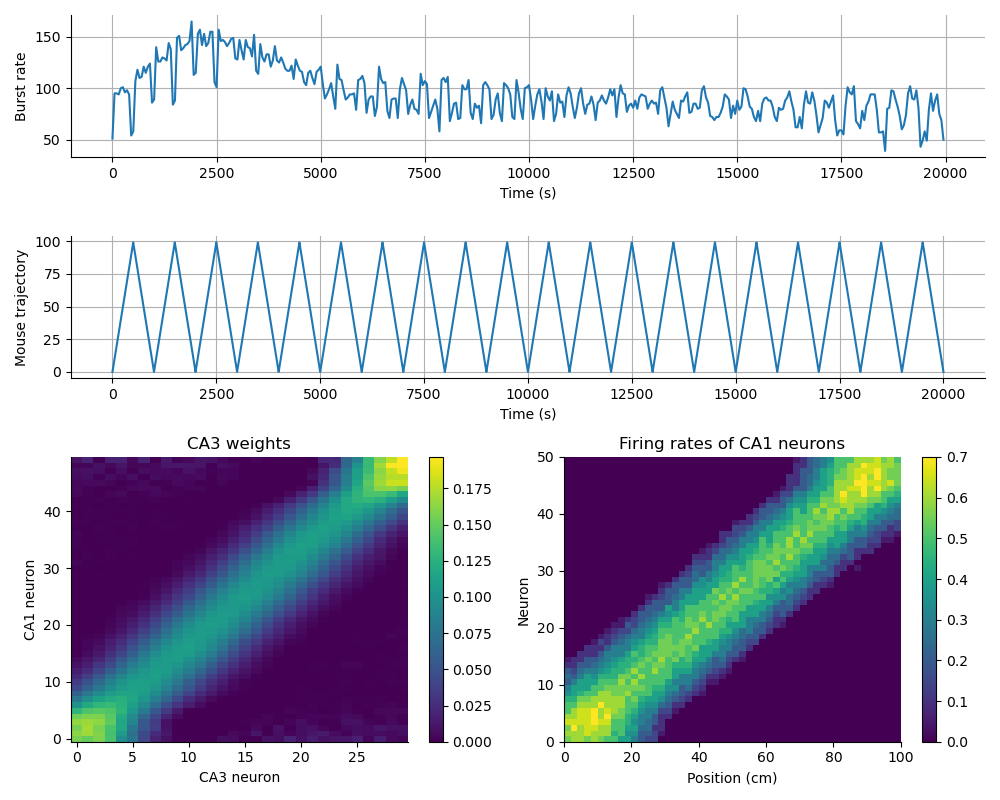 Burst rate
150
100
50
0 2500 5000 7500 10000 12500 15000 17500 20000
Time (s)
Mouse trajectory
100
75
50
25
0
0 2500 5000 7500 10000 12500 15000 17500 20000
Time (s)
CA3 weights
CA1 neuron
40
30
20
10
0
0 5 10 15 20 25
CA3 neuron
0.175
0.150
0.125
0.100
0.075
0.050
0.025
0.000
Firing rates of CA1 neurons
Neuron
50
40
30
20
10
0
0 20 40 60 80 100
Position (cm)
0.7
0.6
0.5
0.4
0.3
0.2
0.1
0.0